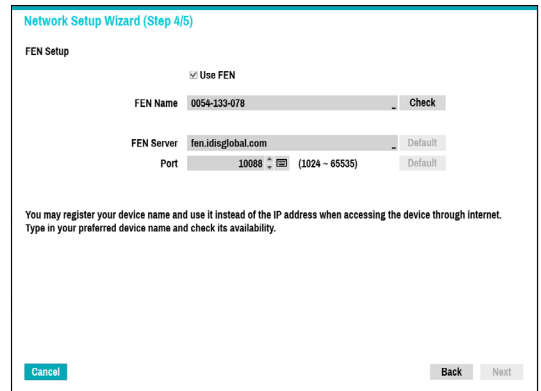 Network Setup Wizard (Step 4/5)
FEN Setup
Use FEN
FEN Name 0054-133-078 Check
FEN Server fen.idisglobal.com Default
Port 10088 (1024 ~ 65535) Default
You may register your device name and use it instead of the IP address when accessing the device through internet.
Type in your preferred device name and check its availability.
Cancel Back Next